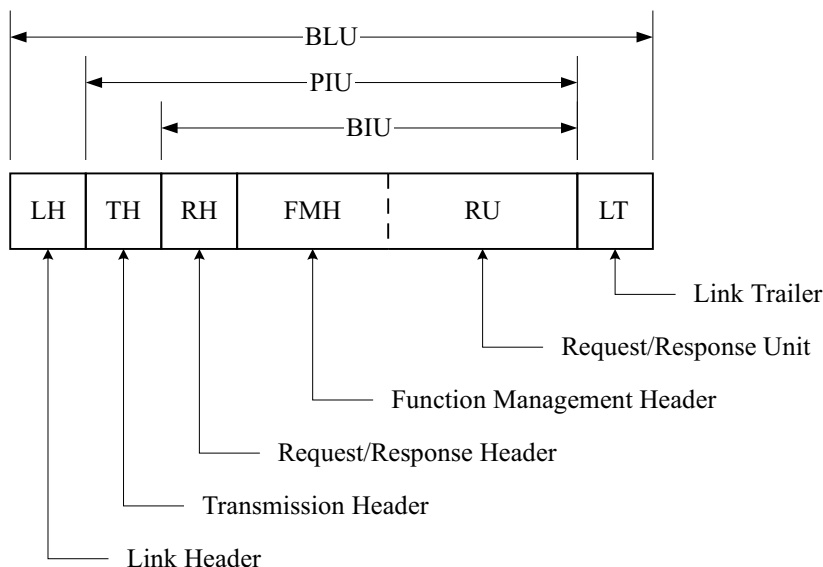 BLU
PIU
BIU
LH TH RH FMH RU LT
Link Trailer
Request/Response Unit
Function Management Header
Request/Response Header
Transmission Header
Link Header